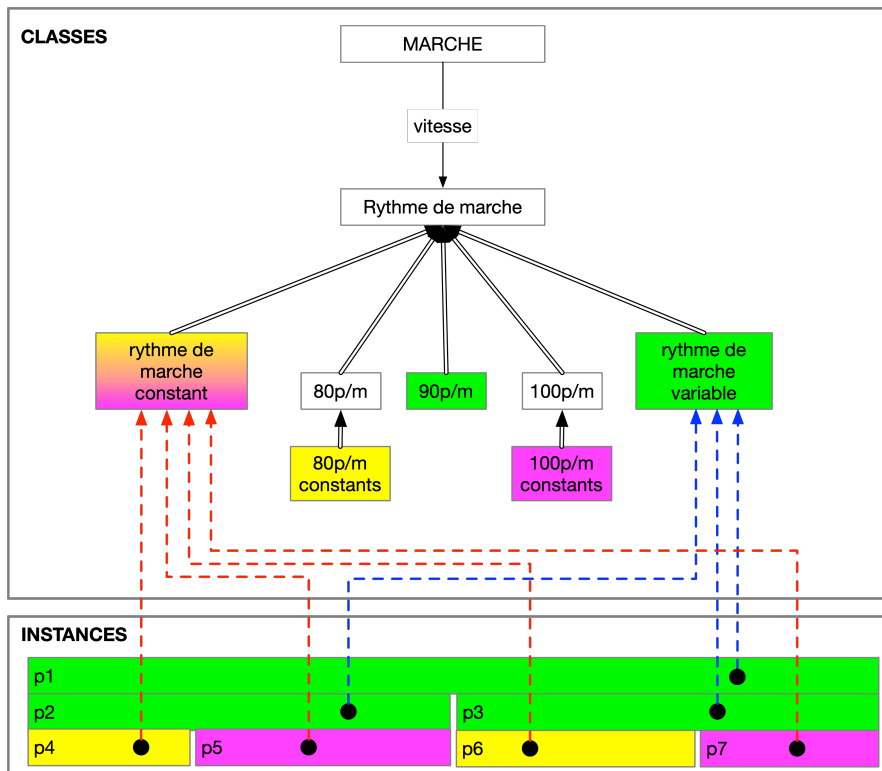 CLASSES
MARCHE
vitesse
Rythme de marche
rythme de
marche
constant
80p/m
90p/m
100p/m
rythme de
marche
variable
80p/m
constants
100p/m
constants
INSTANCES
p1
p2
p3
p4
p5
p6
p7